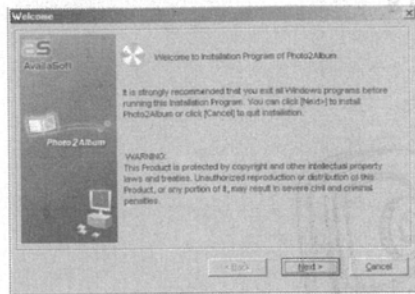 Welcome
AvailaSoft
Photo 2 Album
Welcome to Installation Program of Photo2Album.
It is strongly recommended that you exit all Windows programs before
running this Installation Program. You can click [Next>] to install
Photo2Album or click [Cancel] to quit installation.
WARNING:
This Product is protected by copyright and other intellectual property
laws and treaties. Unauthorized reproduction or distribution of this
Product, or any portion of it, may result in severe civil and criminal
penalties.
< Back
Next >
Cancel